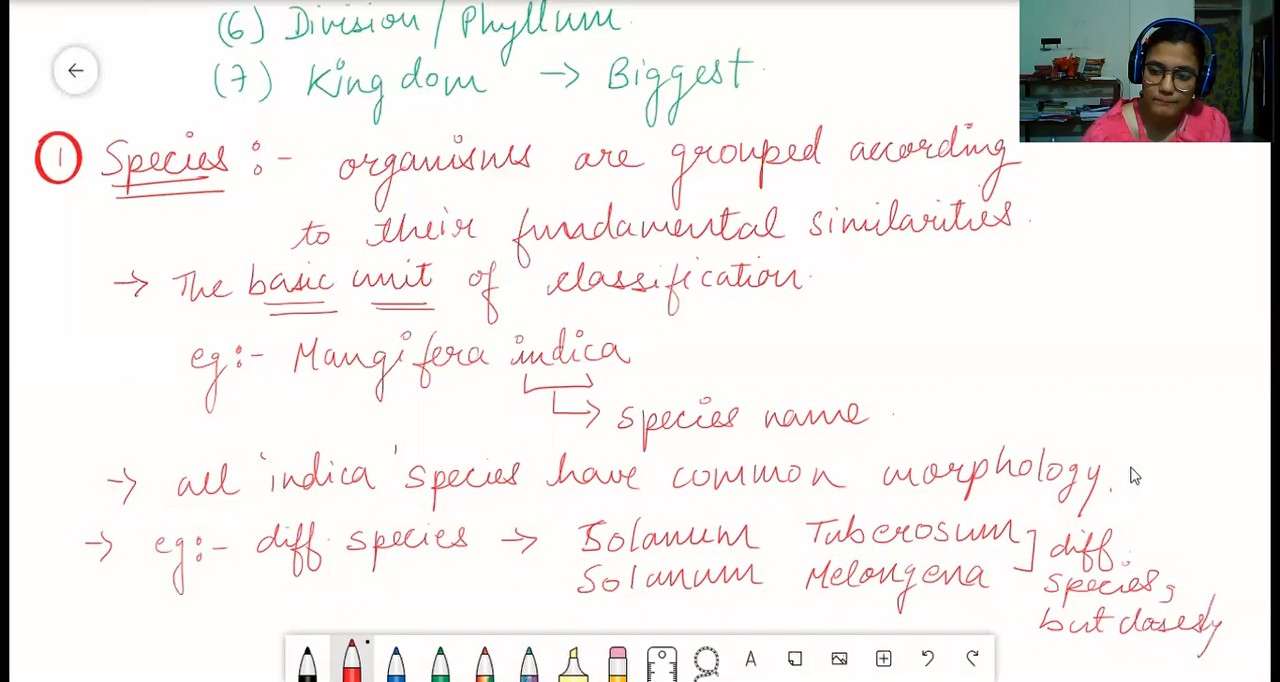 (6) Division / Phyllum
(7) Kingdom → Biggest
① Species :- organisms are grouped according
to their fundamental similarities.
→ The basic unit of classification.
eg:- Mangifera indica
→ species name
→ all 'indica' species have common morphology.
→ eg:- diff. species → Solanum Tuberosum
Solanum Melongena
diff.
species,
but closely
A